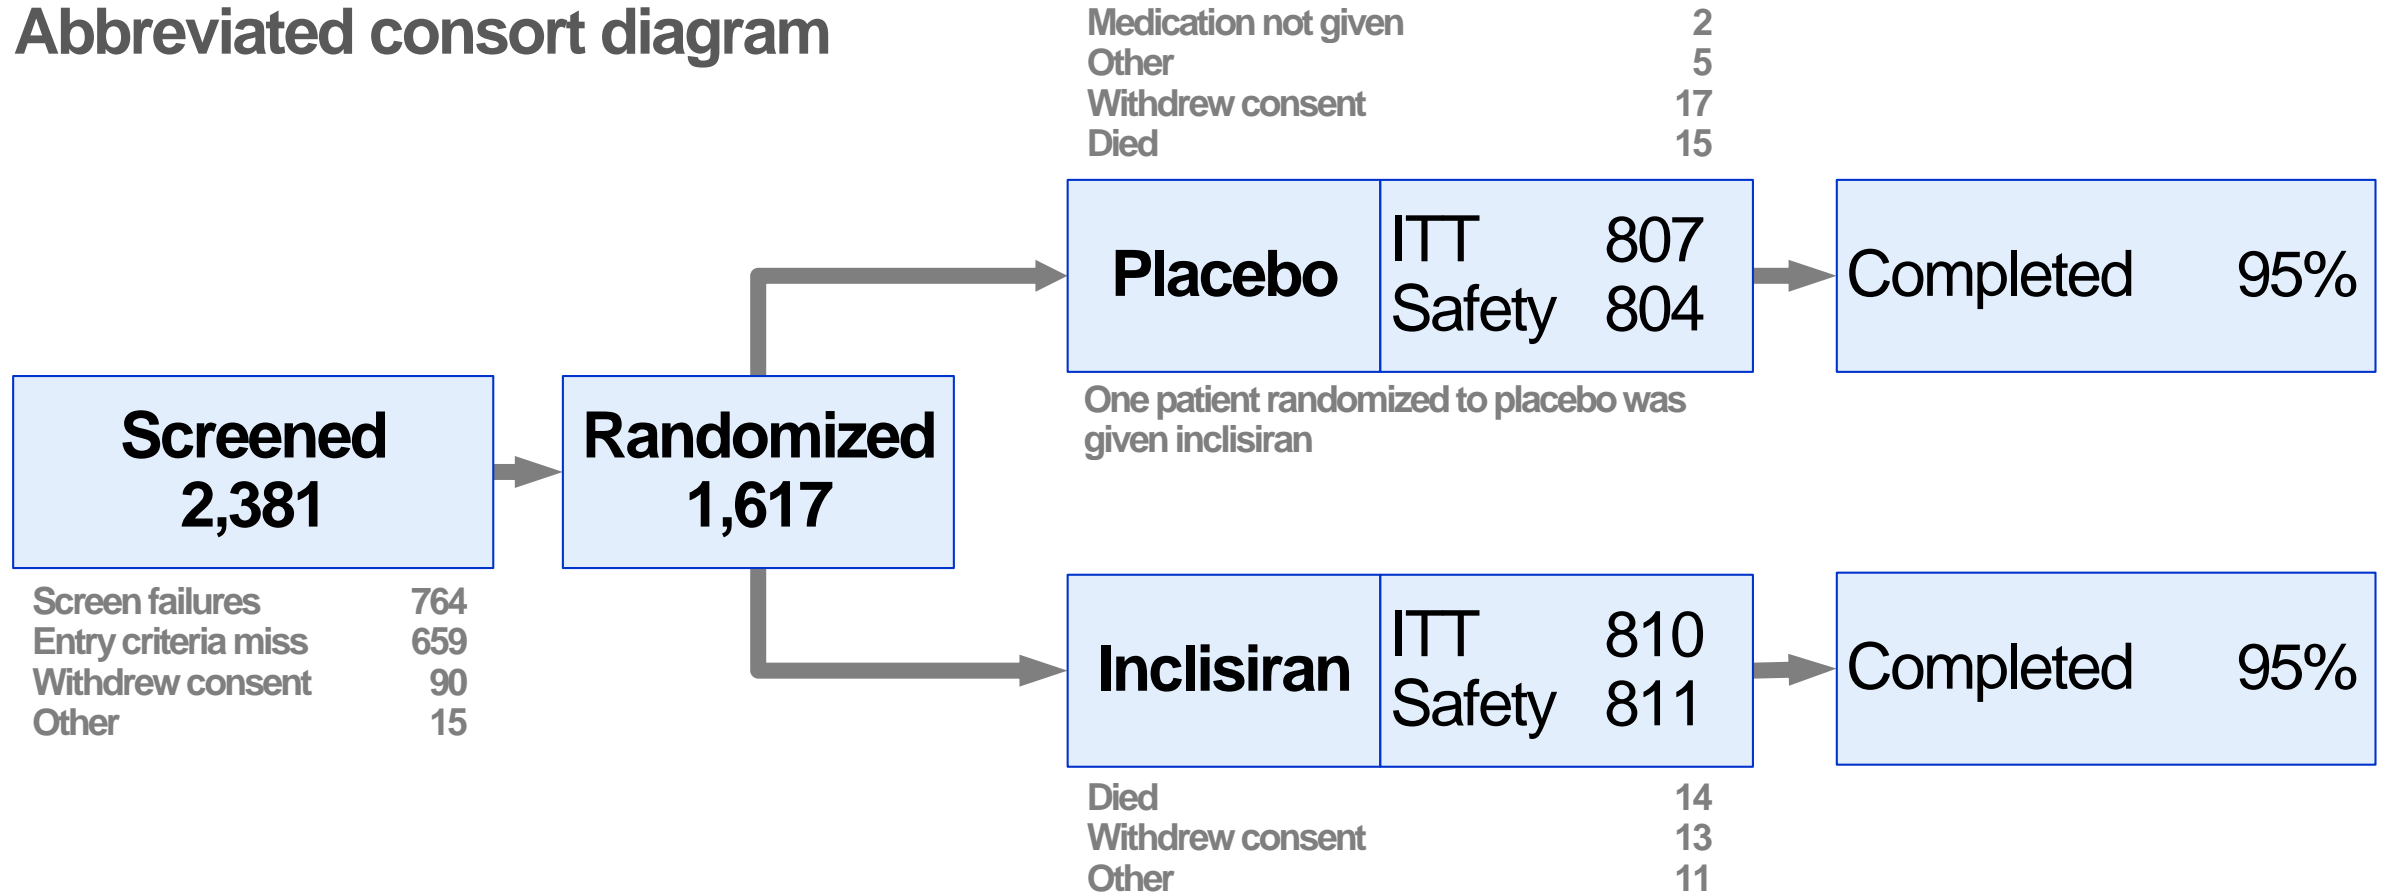 Abbreviated consort diagram
Medication not given 2
Other 5
Withdrew consent 17
Died 15
Placebo
ITT 807
Safety 804
Completed 95%
One patient randomized to placebo was
given inclisiran
Screened
2,381
Randomized
1,617
Screen failures 764
Entry criteria miss 659
Withdrew consent 90
Other 15
Inclisiran
ITT 810
Safety 811
Completed 95%
Died 14
Withdrew consent 13
Other 11